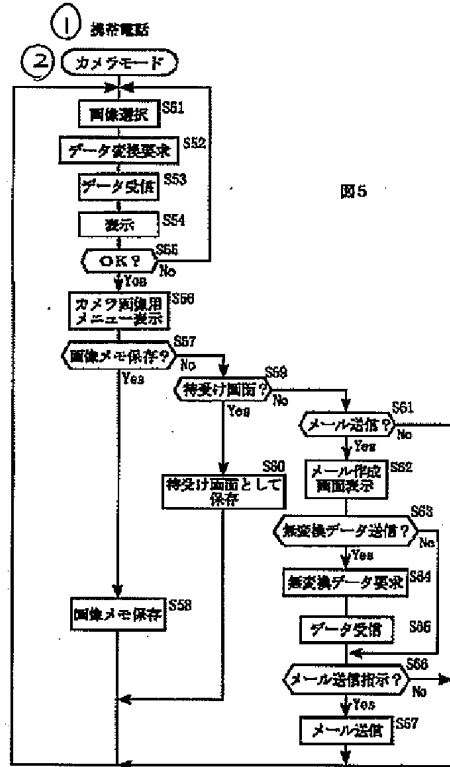 ① 携帯電話
② カメラモード
画像選択 S51
データ変換要求 S52
データ受信 S53
表示 S54
OK? S55
No
Yes
カメラ画像用
メニュー表示
S56
画像メモ保存? S57
No
Yes
図5
待受け画面? S59
No
Yes
待受け画面として
保存
S60
画像メモ保存 S58
メール送信? S61
No
Yes
メール作成
画面表示
S62
無変換データ送信? S63
No
Yes
無変換データ要求 S64
データ受信 S65
メール送信指示? S66
No
Yes
メール送信 S67